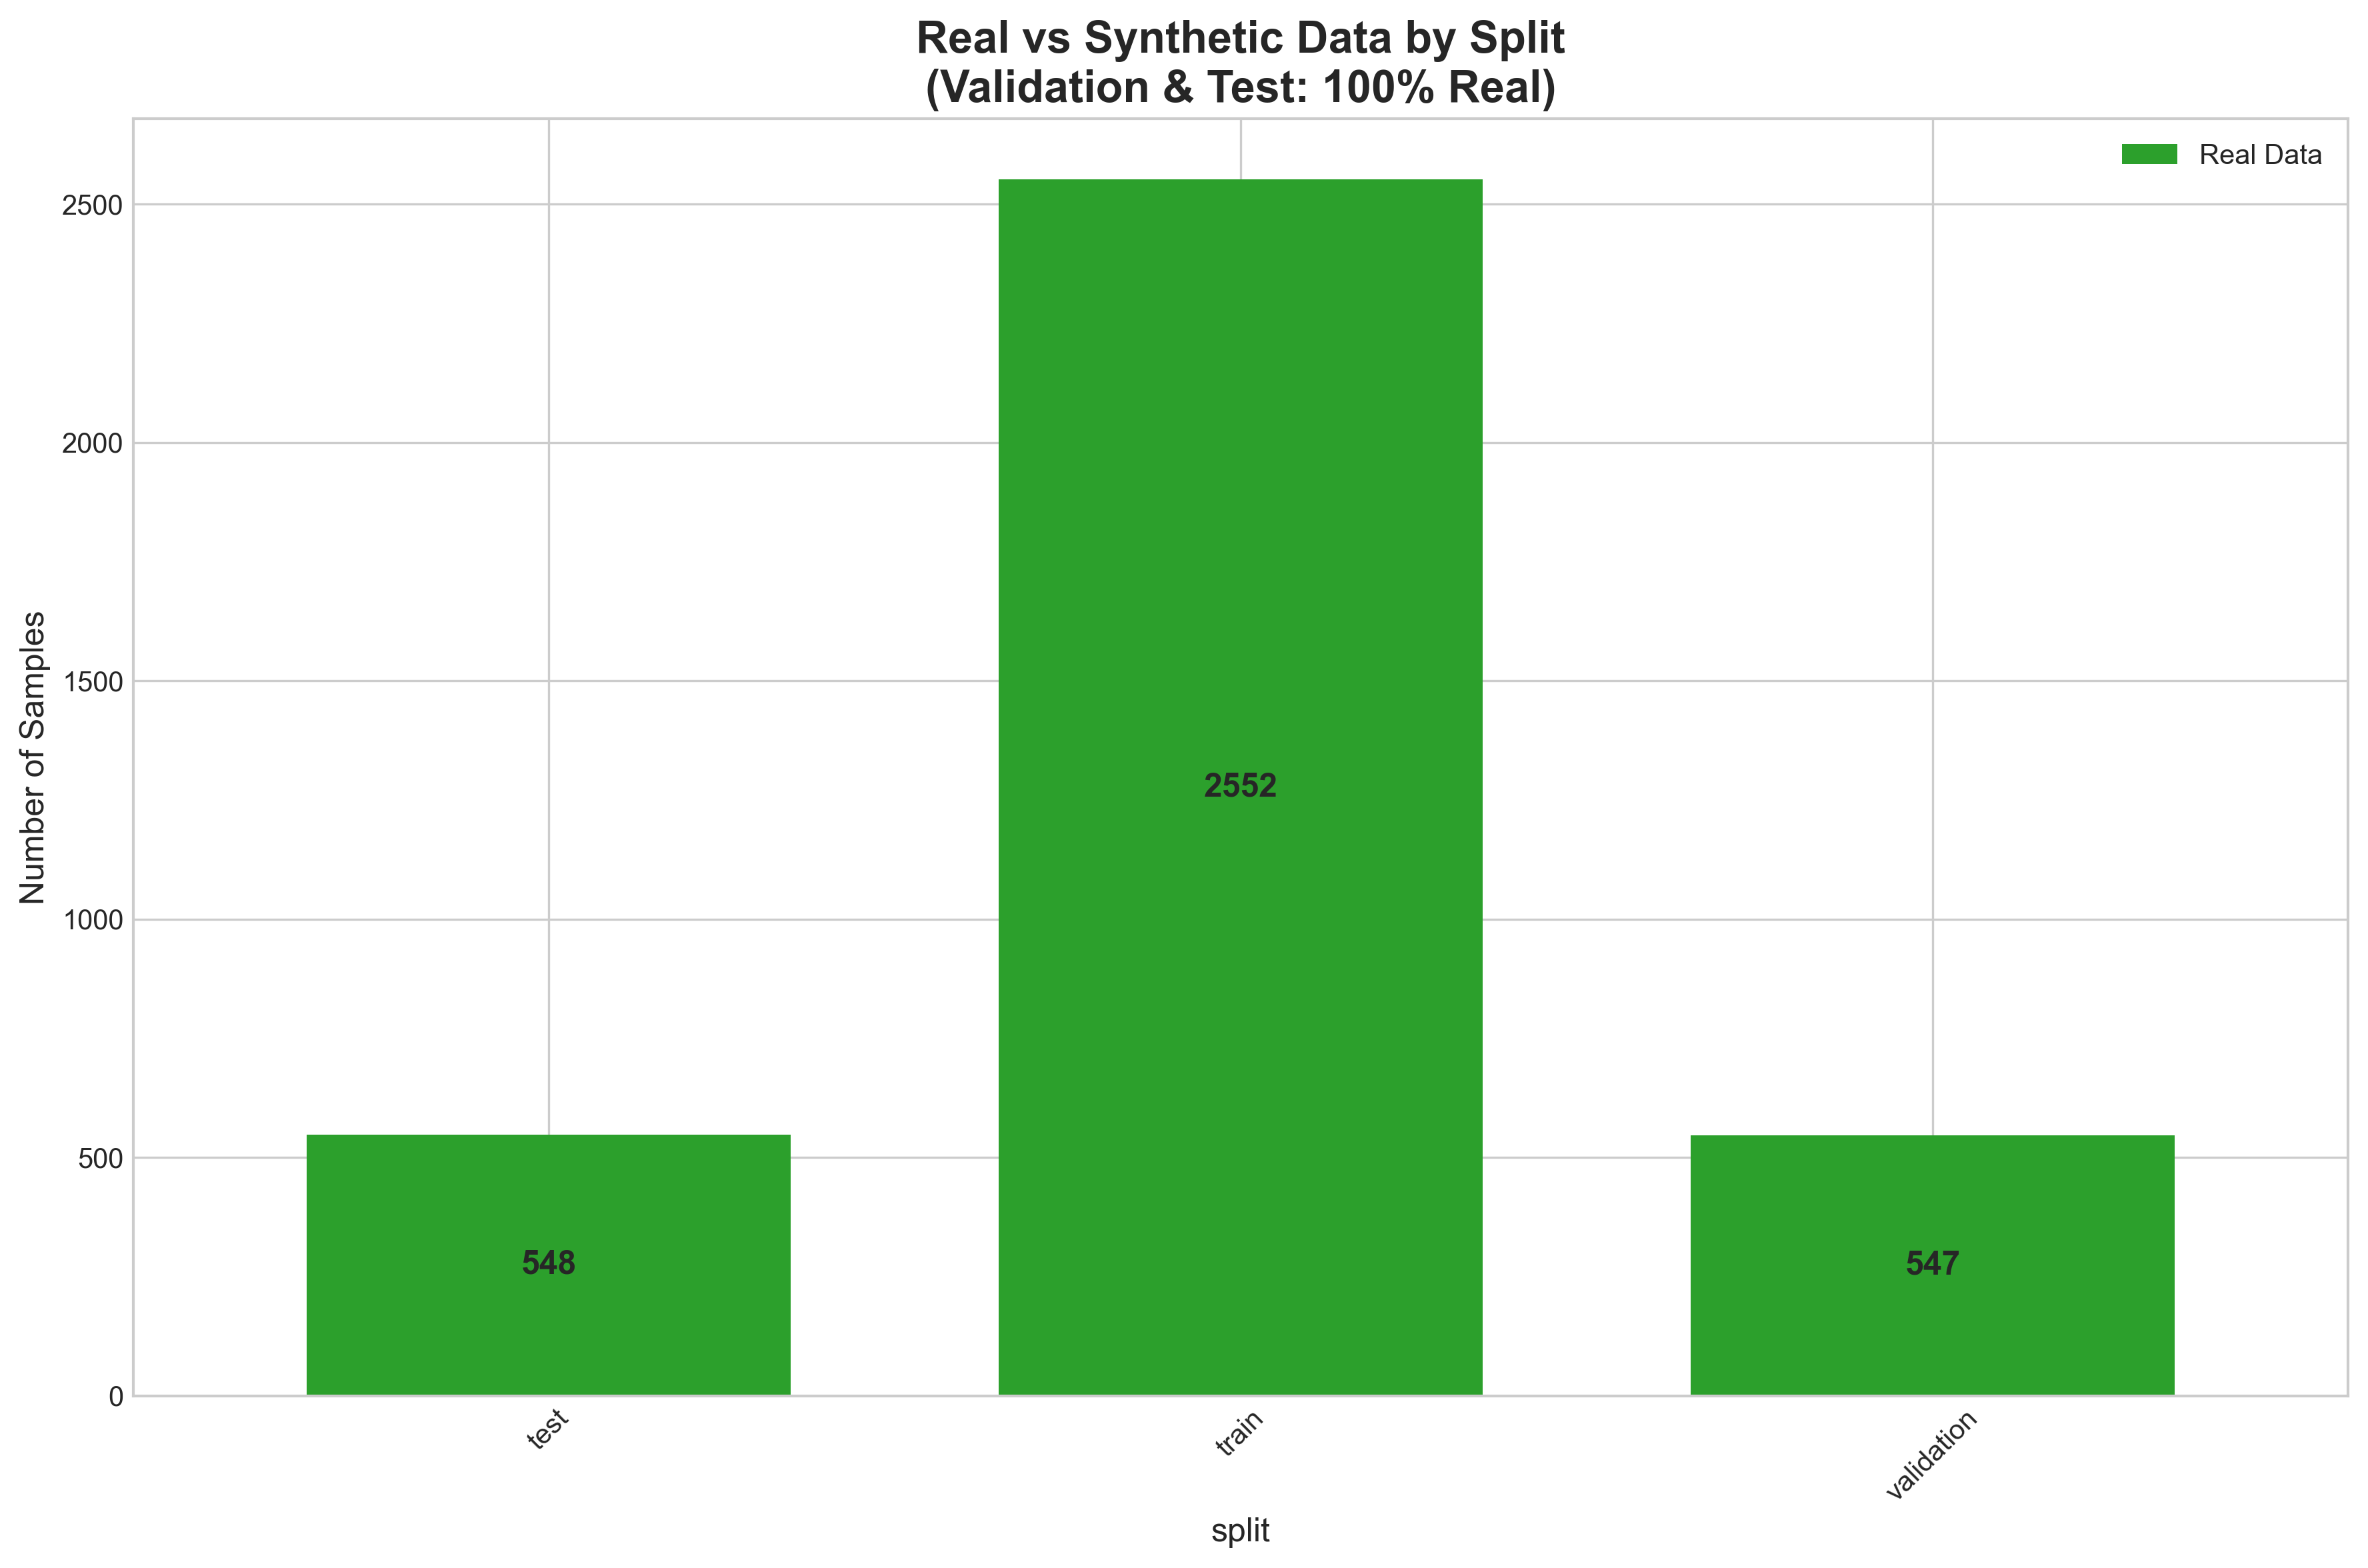 Real vs Synthetic Data by Split
(Validation & Test: 100% Real)
Real Data
2500
2000
1500
1000
500
0
Number of Samples
2552
548
547
test
train
validation
split